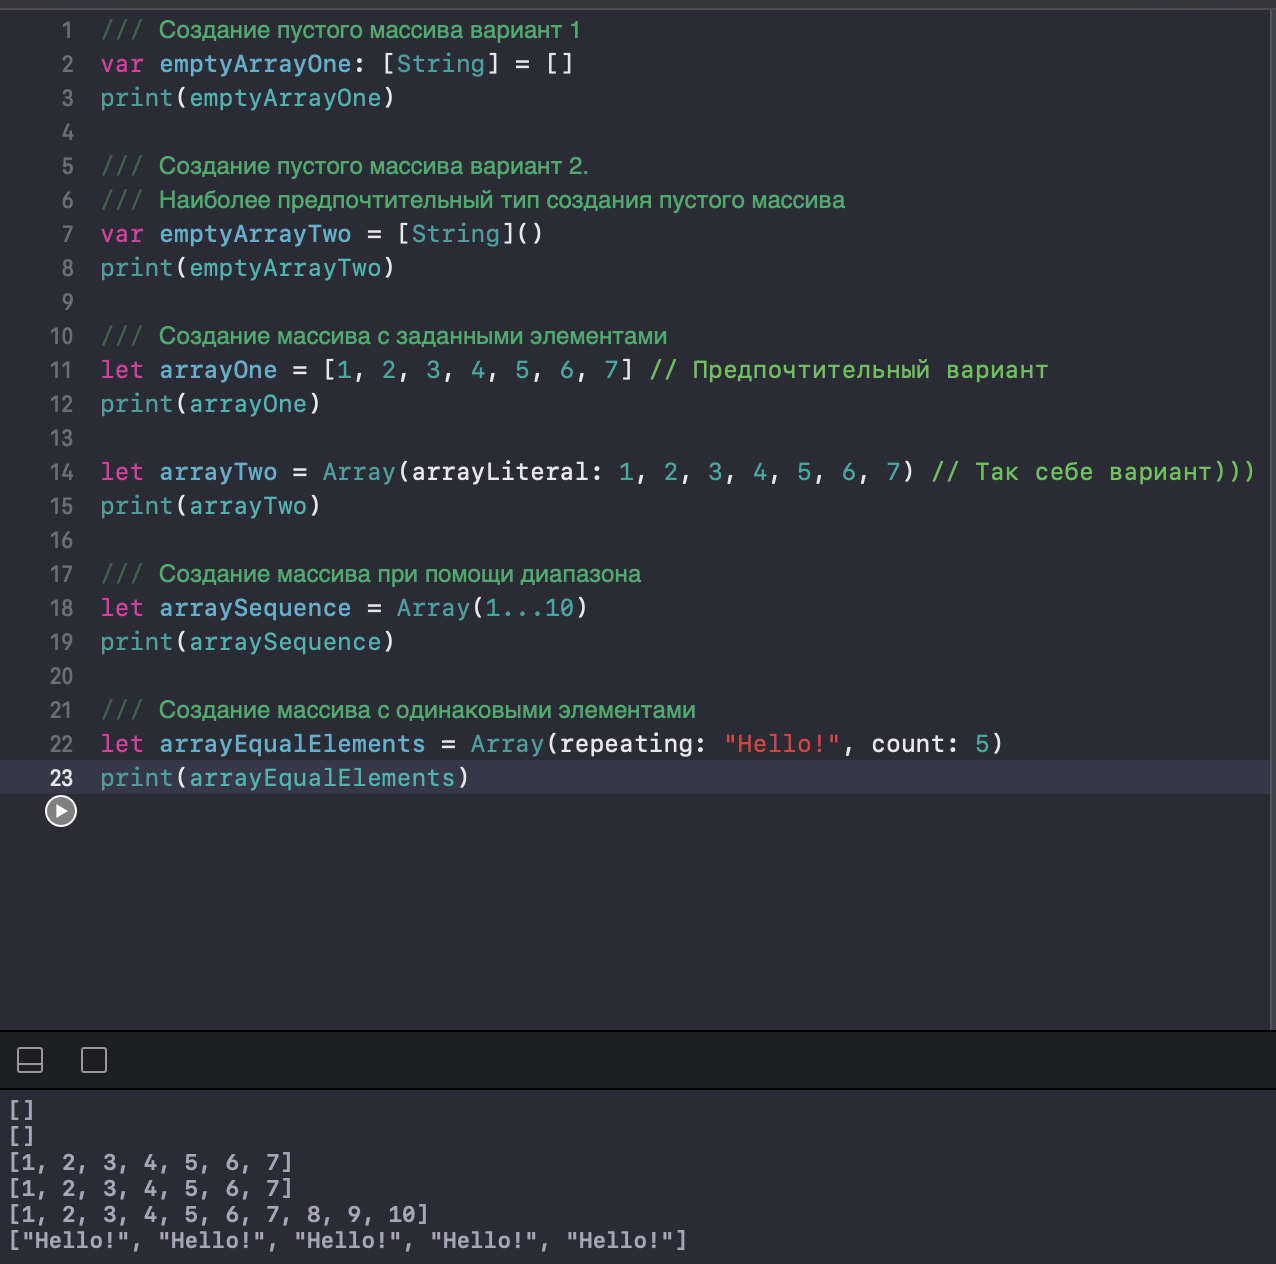 1 /// Создание пустого массива вариант 1
2 var emptyArrayOne: [String] = []
3 print(emptyArrayOne)
4
5 /// Создание пустого массива вариант 2.
6 /// Наиболее предпочтительный тип создания пустого массива
7 var emptyArrayTwo = [String]()
8 print(emptyArrayTwo)
9
10 /// Создание массива с заданными элементами
11 let arrayOne = [1, 2, 3, 4, 5, 6, 7] // Предпочтительный вариант
12 print(arrayOne)
13
14 let arrayTwo = Array(arrayLiteral: 1, 2, 3, 4, 5, 6, 7) // Так себе вариант)))
15 print(arrayTwo)
16
17 /// Создание массива при помощи диапазона
18 let arraySequence = Array(1...10)
19 print(arraySequence)
20
21 /// Создание массива с одинаковыми элементами
22 let arrayEqualElements = Array(repeating: "Hello!", count: 5)
23 print(arrayEqualElements)
[]
[]
[1, 2, 3, 4, 5, 6, 7]
[1, 2, 3, 4, 5, 6, 7]
[1, 2, 3, 4, 5, 6, 7, 8, 9, 10]
["Hello!", "Hello!", "Hello!", "Hello!", "Hello!"]